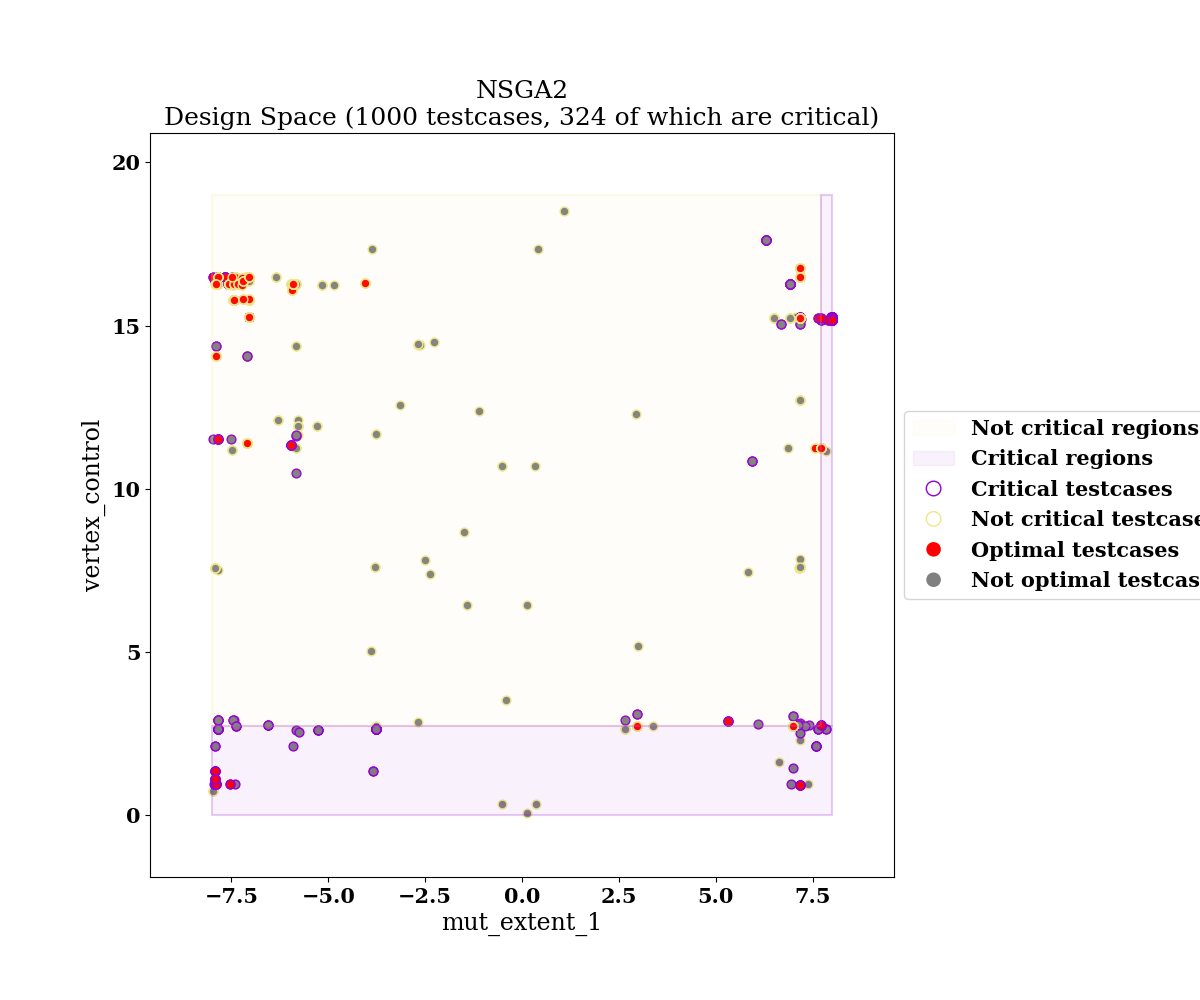 NSGA2
Design Space (1000 testcases, 324 of which are critical)
20
15
10
5
0
vertex_control
−7.5 −5.0 −2.5 0.0 2.5 5.0 7.5
mut_extent_1
Not critical regions
Critical regions
Critical testcases
Not critical testcase
Optimal testcases
Not optimal testcas